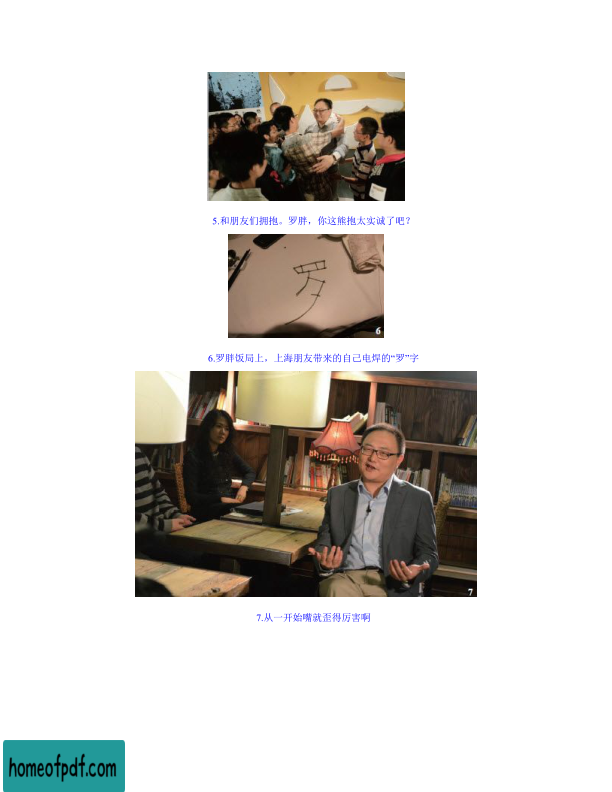 5.和朋友们拥抱。罗胖，你这熊抱太实诚了吧？
罗
6
6.罗胖饭局上，上海朋友带来的自己电焊的“罗”字
7
7.从一开始嘴就歪得厉害啊
homeofpdf.com